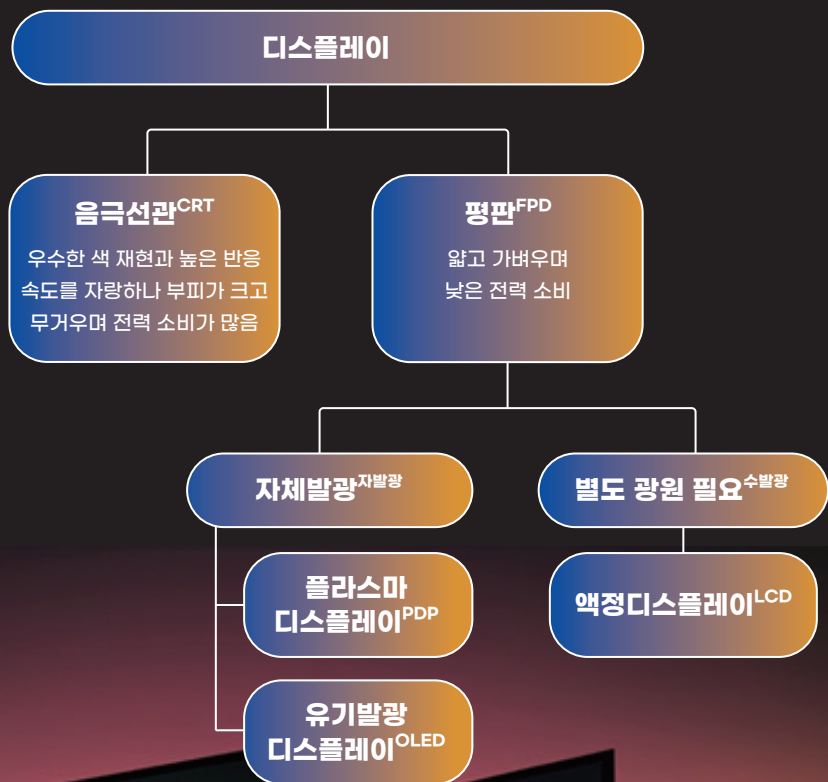 디스플레이
음극선관CRT
우수한 색 재현과 높은 반응
속도를 자랑하나 부피가 크고
무거우며 전력 소비가 많음
평판FPD
얇고 가벼우며
낮은 전력 소비
자체발광자발광
별도 광원 필요수발광
플라스마
디스플레이PDP
액정디스플레이LCD
유기발광
디스플레이OLED